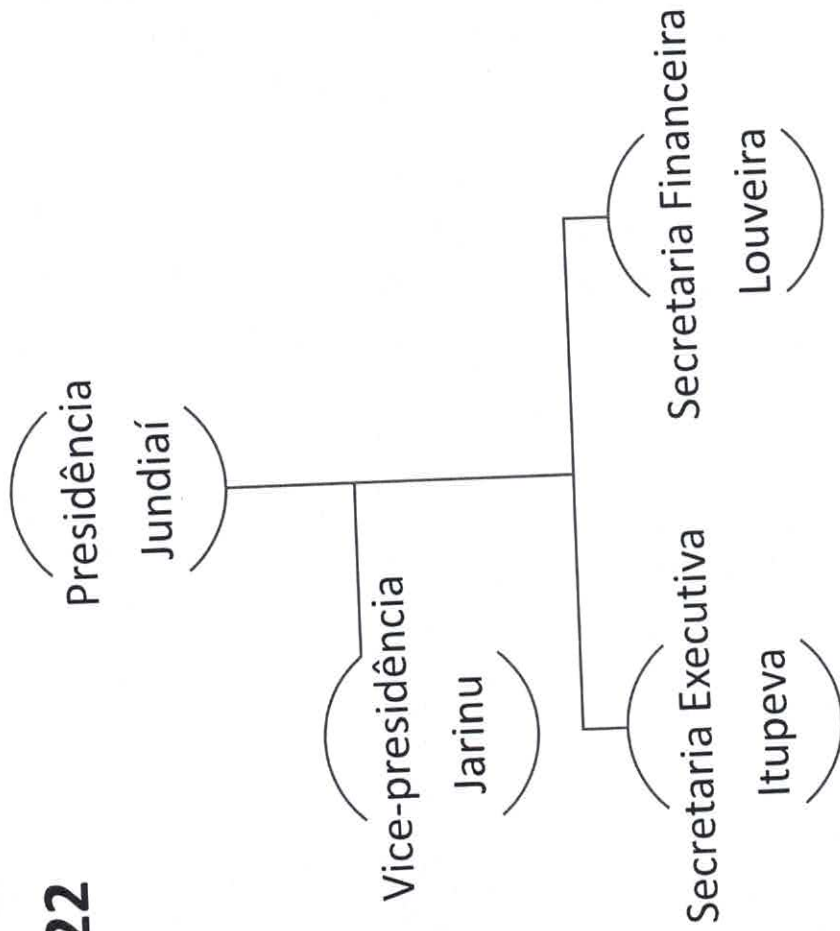 22
Presidência
Jundiaí
Vice-presidência
Jarinu
Secretaria Executiva
Itupeva
Secretaria Financeira
Louveira